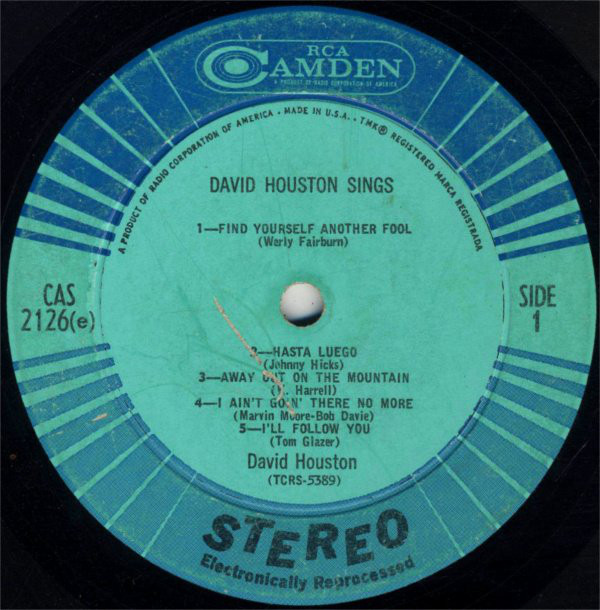 RCA
CAMDEN
A PRODUCT OF RADIO CORPORATION OF AMERICA
A PRODUCT OF RADIO CORPORATION OF AMERICA • MADE IN U.S.A. • TMK® REGISTERED MARCA REGISTRADA
DAVID HOUSTON SINGS
1—FIND YOURSELF ANOTHER FOOL
(Werly Fairburn)
CAS
2126(e)
SIDE
1
2—HASTA LUEGO
(Johnny Hicks)
3—AWAY OUT ON THE MOUNTAIN
Harrell)
4—I AIN'T GOIN' THERE NO MORE
(Marvin Moore-Bob Davie)
5—I'LL FOLLOW YOU
(Tom Glazer)
David Houston
(TCRS-5389)
STEREO
Electronically Reprocessed